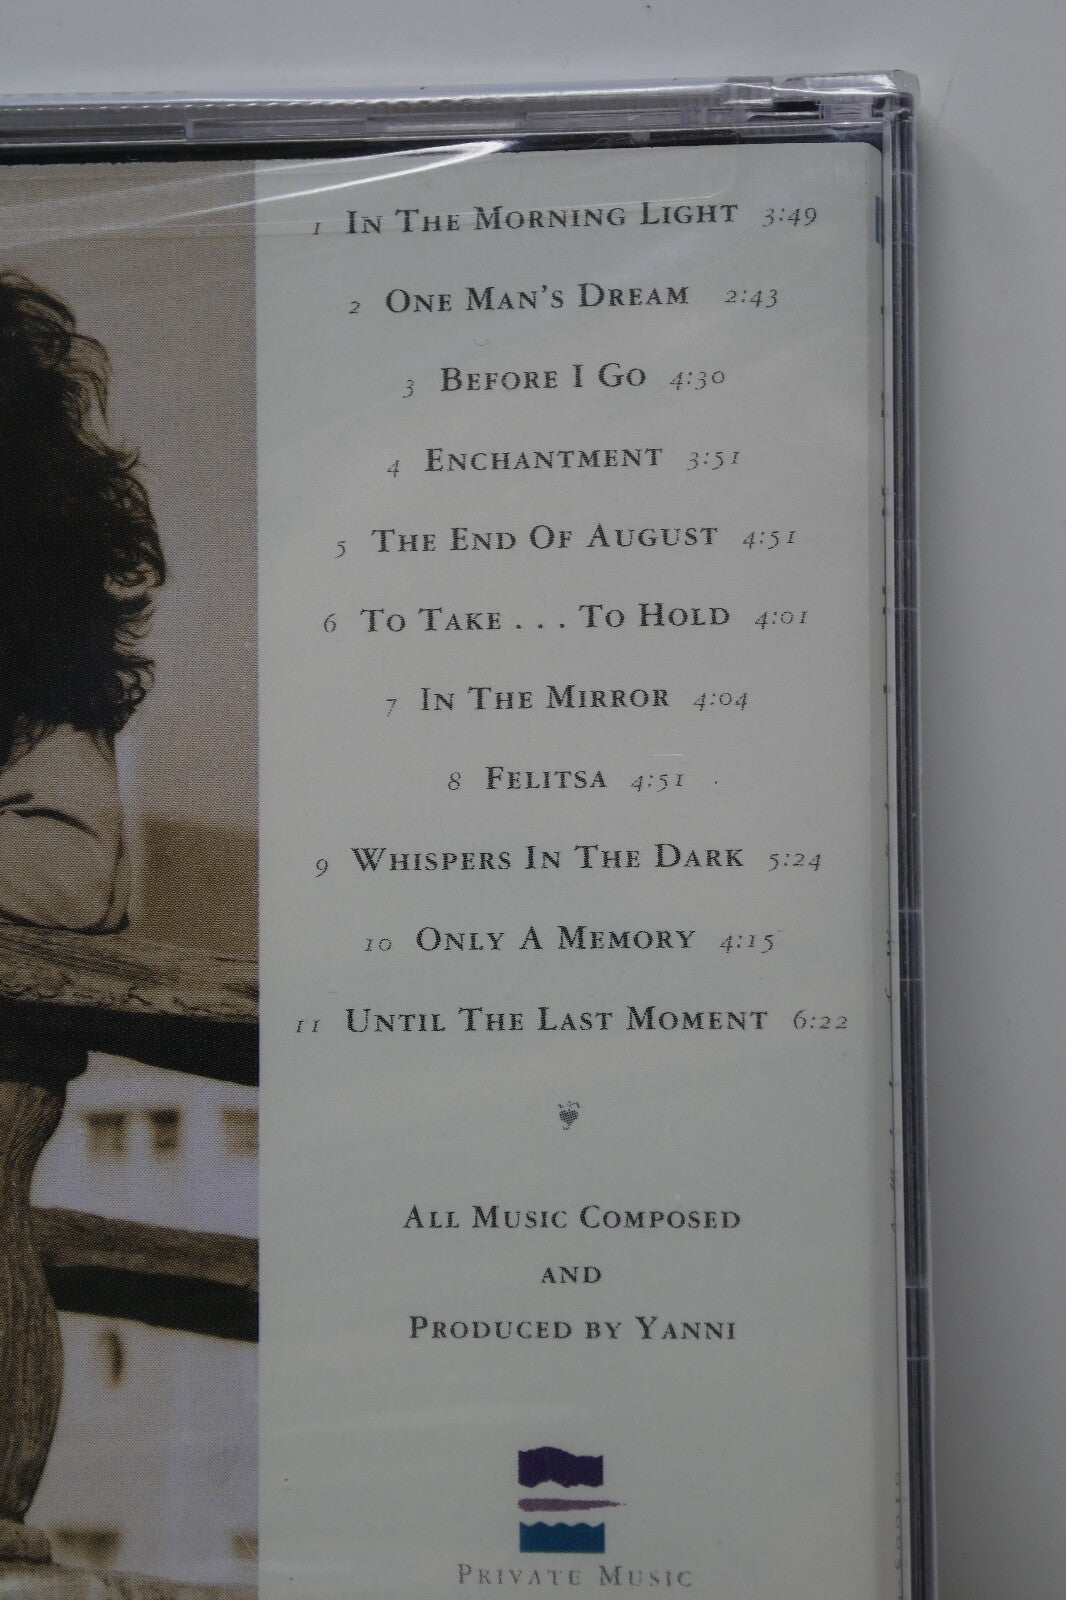 1 In The Morning Light 3:49
2 One Man's Dream 2:43
3 Before I Go 4:30
4 Enchantment 3:51
5 The End Of August 4:51
6 To Take . . . To Hold 4:01
7 In The Mirror 4:04
8 Felitsa 4:51
9 Whispers In The Dark 5:24
10 Only A Memory 4:15
11 Until The Last Moment 6:22
All Music Composed
and
Produced by Yanni
Private Music